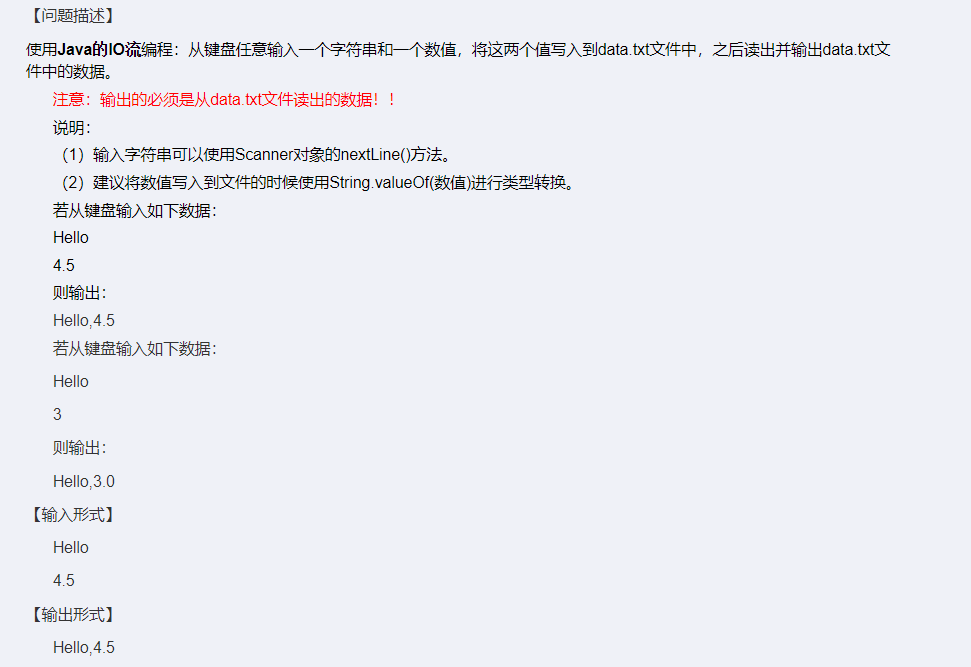 【问题描述】
使用Java的IO流编程：从键盘任意输入一个字符串和一个数值，将这两个值写入到data.txt文件中，之后读出并输出data.txt文
件中的数据。
注意：输出的必须是从data.txt文件读出的数据！！
说明：
（1）输入字符串可以使用Scanner对象的nextLine()方法。
（2）建议将数值写入到文件的时候使用String.valueOf(数值)进行类型转换。
若从键盘输入如下数据：
Hello
4.5
则输出：
Hello,4.5
若从键盘输入如下数据：
Hello
3
则输出：
Hello,3.0
【输入形式】
Hello
4.5
【输出形式】
Hello,4.5